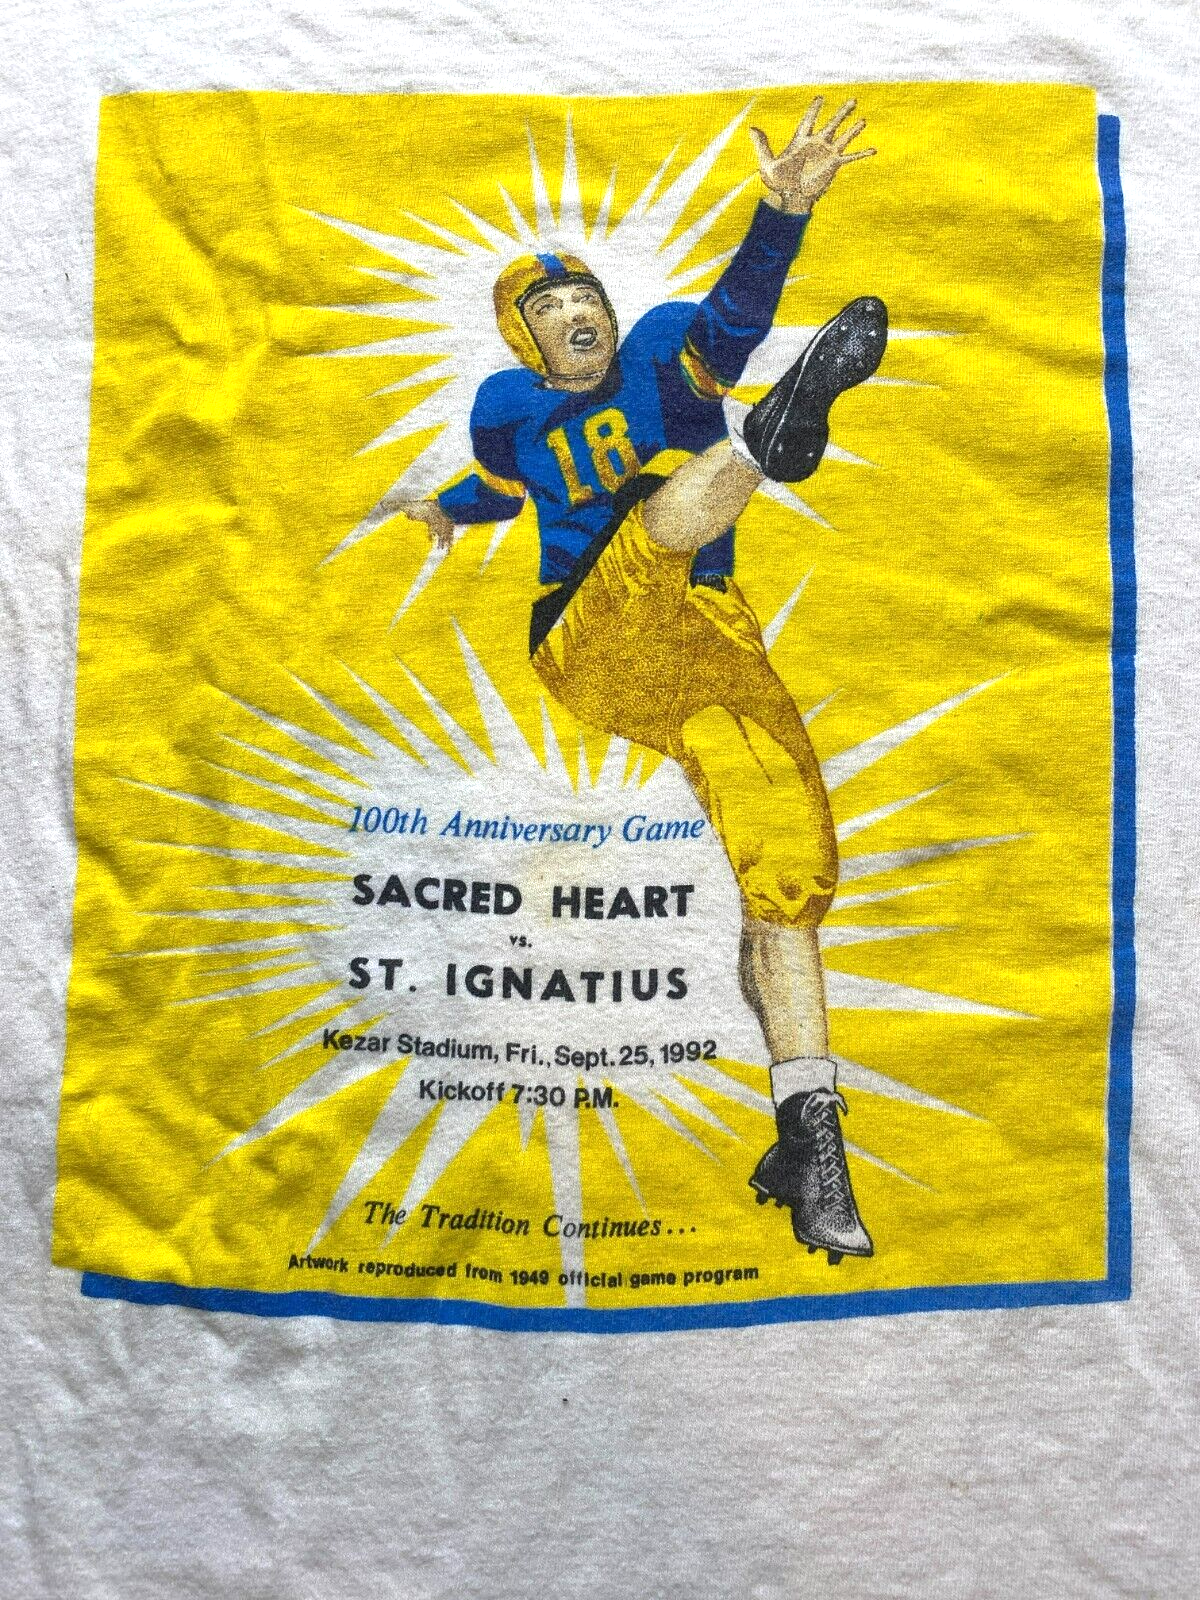 18
100th Anniversary Game
SACRED HEART
vs.
ST. IGNATIUS
Kezar Stadium, Fri., Sept. 25, 1992
Kickoff 7:30 P.M.
The Tradition Continues...
Artwork reproduced from 1949 official game program